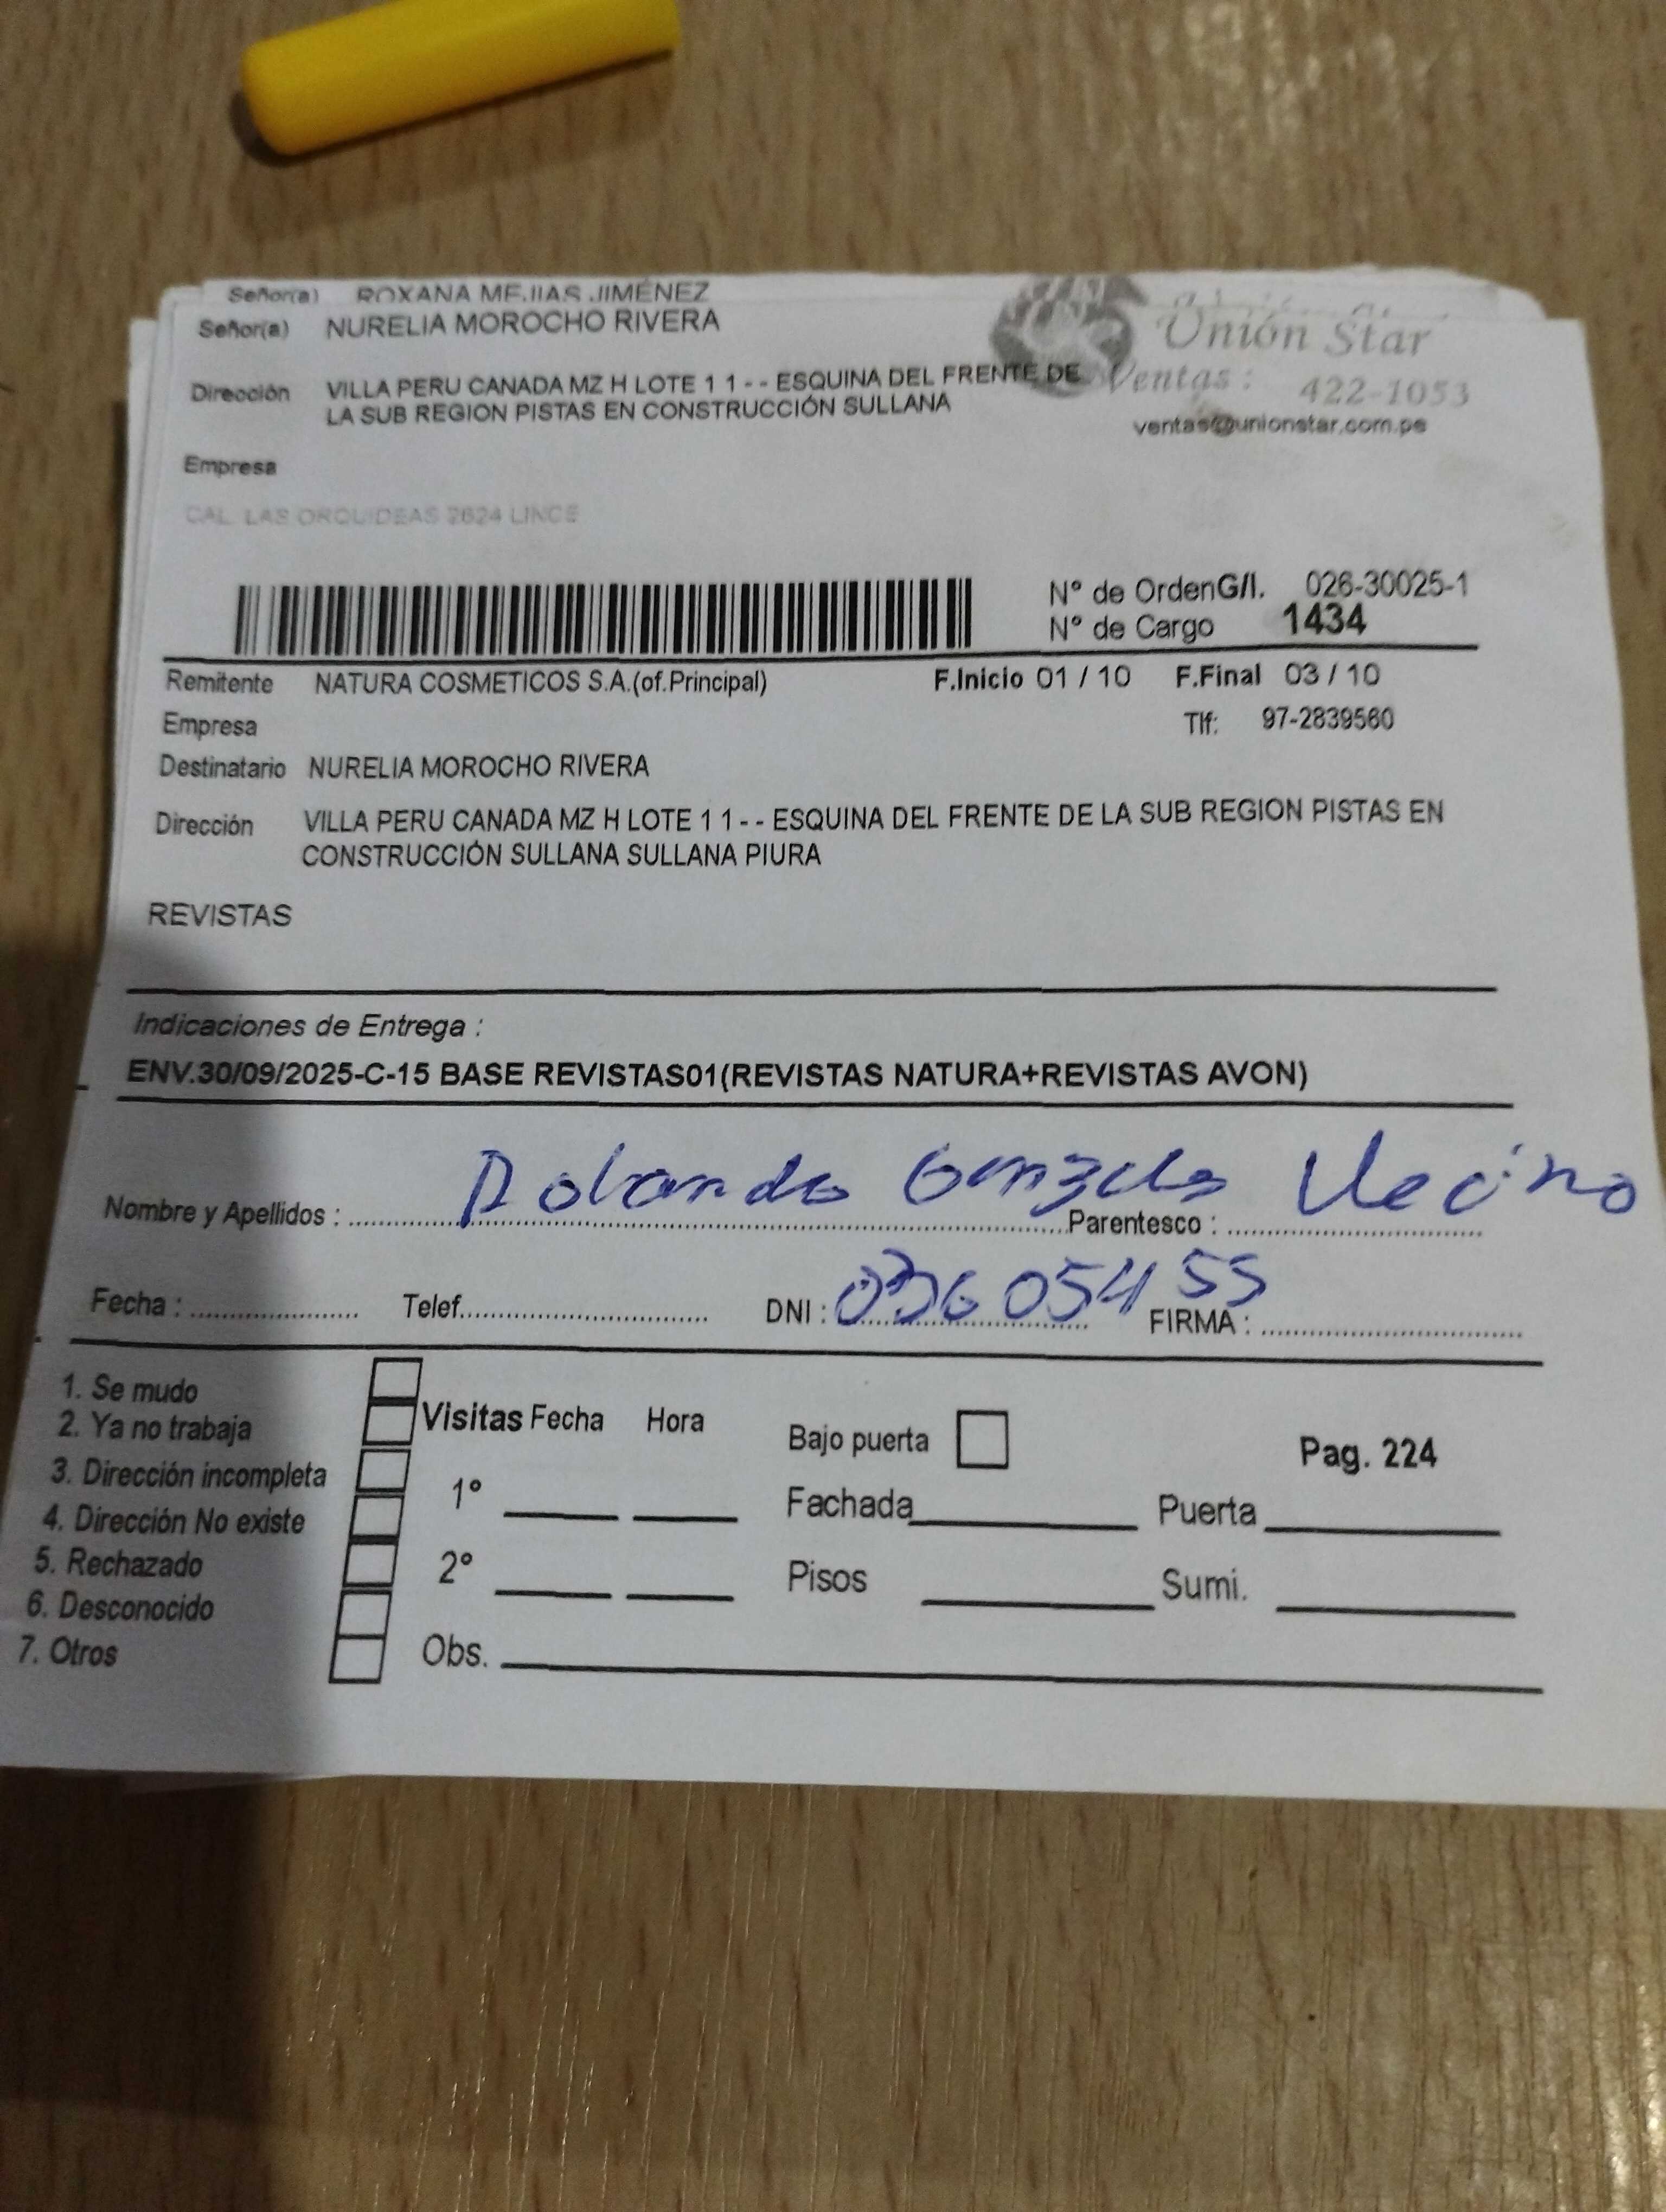 Señor(a) ROXANA MEJIAS JIMÉNEZ
Señor(a) NURELIA MOROCHO RIVERA
Unión Star
Dirección VILLA PERU CANADA MZ H LOTE 1 1 - - ESQUINA DEL FRENTE DE
LA SUB REGION PISTAS EN CONSTRUCCIÓN SULLANA
Ventas : 422-1053
ventas@unionstar.com.pe
Empresa
CAL. LAS ORQUIDEAS 2624 LINCE
Nº de OrdenG/I. 026-30025-1
Nº de Cargo 1434
Remitente NATURA COSMETICOS S.A.(of.Principal) F.Inicio 01 / 10 F.Final 03 / 10
Empresa Tlf: 97-2839560
Destinatario NURELIA MOROCHO RIVERA
Dirección VILLA PERU CANADA MZ H LOTE 1 1 - - ESQUINA DEL FRENTE DE LA SUB REGION PISTAS EN
CONSTRUCCIÓN SULLANA SULLANA PIURA
REVISTAS
Indicaciones de Entrega :
ENV.30/09/2025-C-15 BASE REVISTAS01(REVISTAS NATURA+REVISTAS AVON)
Nombre y Apellidos : Rolando Gonzales Parentesco : Vecino
Fecha : Telef. DNI : FIRMA :
1. Se mudo
2. Ya no trabaja
3. Dirección incompleta
4. Dirección No existe
5. Rechazado
6. Desconocido
7. Otros
Visitas Fecha Hora
1º
2º
Obs.
Bajo puerta
Fachada Puerta
Pisos Sumi.
Pag. 224